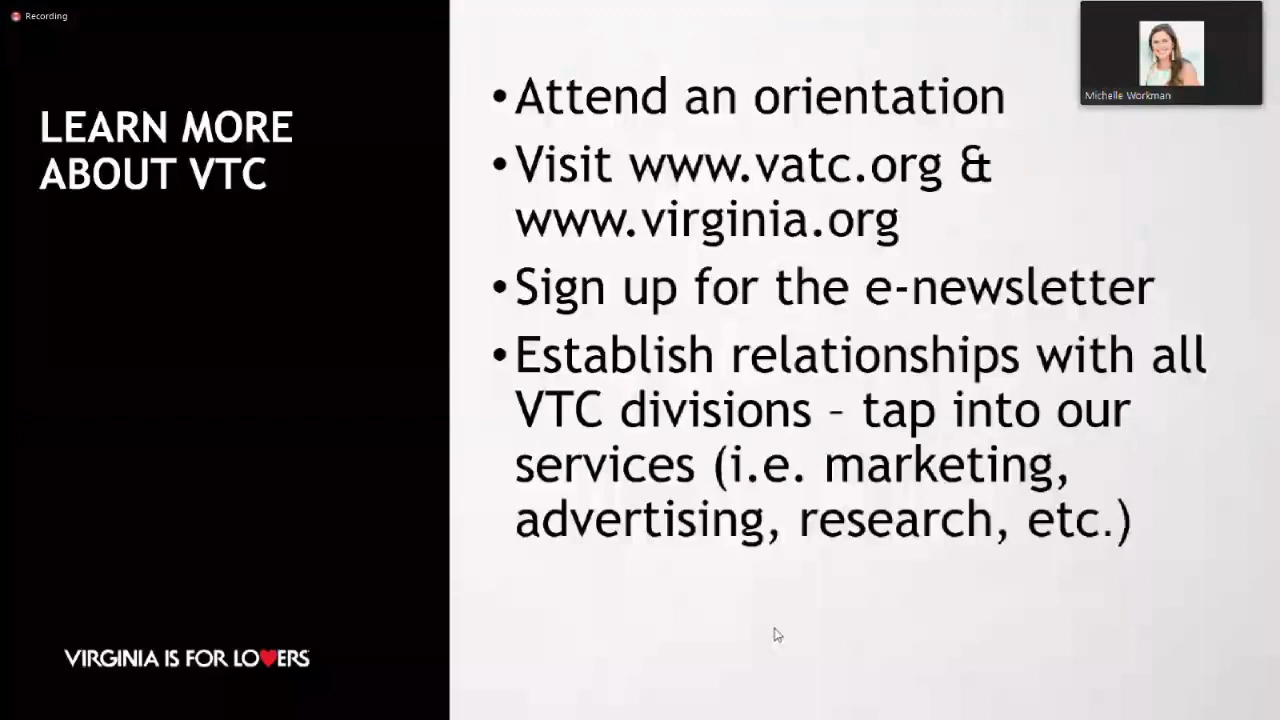 Recording
LEARN MORE
ABOUT VTC
• Attend an orientation
• Visit www.vatc.org &
www.virginia.org
• Sign up for the e-newsletter
• Establish relationships with all
VTC divisions – tap into our
services (i.e. marketing,
advertising, research, etc.)
Michelle Workman
VIRGINIA IS FOR LO♥ERS